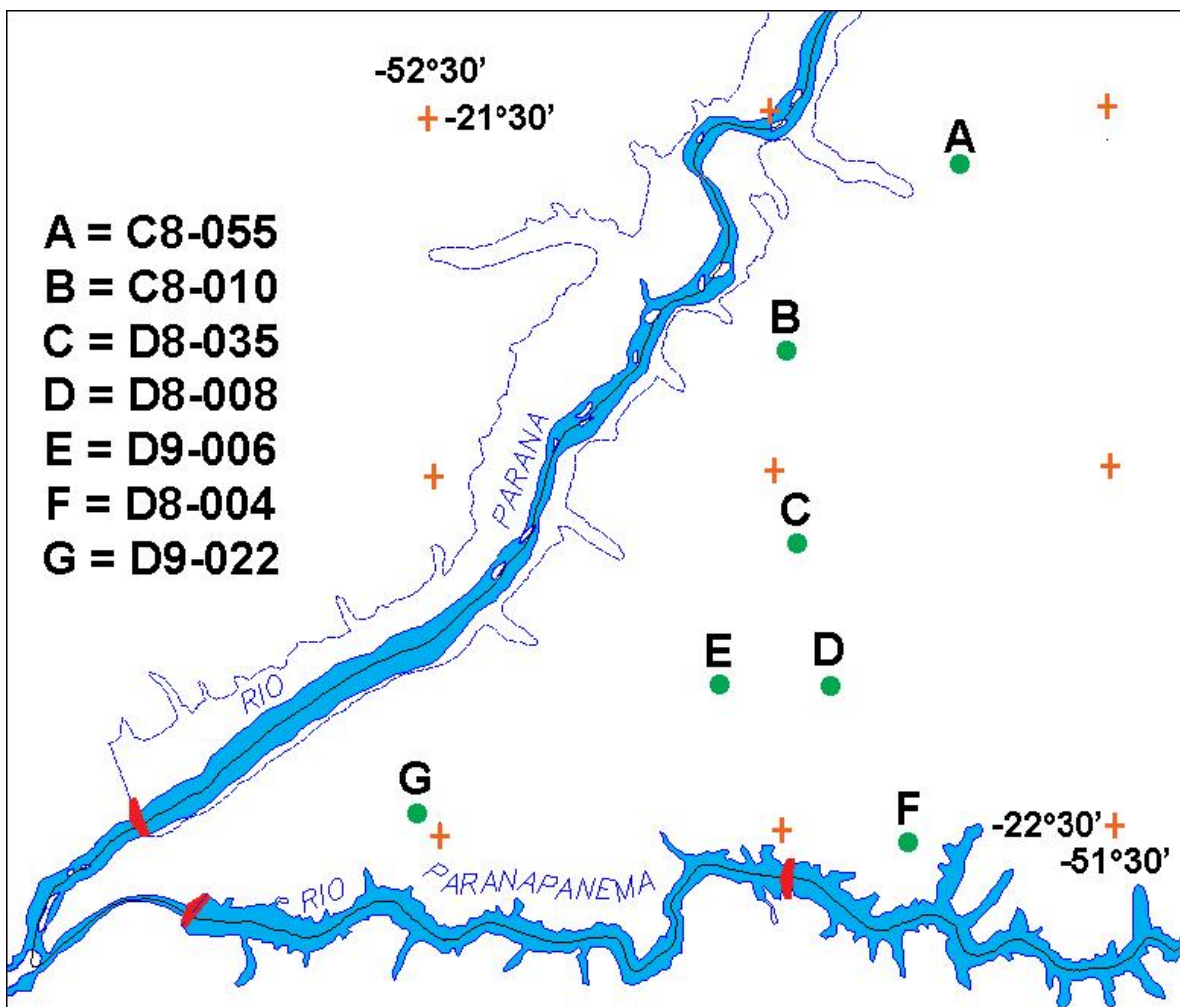 -52°30’
-21°30’
A
A = C8-055
B = C8-010
C = D8-035
D = D8-008
E = D9-006
F = D8-004
G = D9-022
B
PARANA
C
E
D
RIO
G
F
-22°30’
-51°30’
RIO
PARANAPANEMA